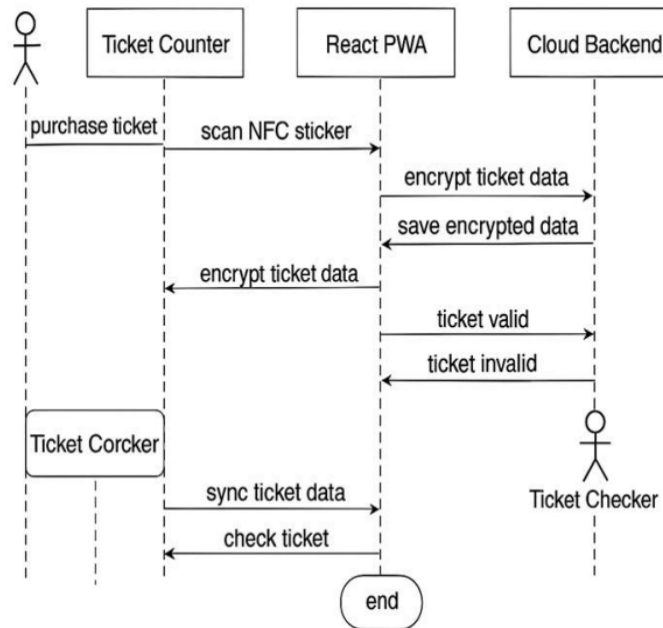 Ticket Counter
React PWA
Cloud Backend
purchase ticket
scan NFC sticker
encrypt ticket data
save encrypted data
encrypt ticket data
ticket valid
ticket invalid
Ticket Corcker
sync ticket data
Ticket Checker
check ticket
end